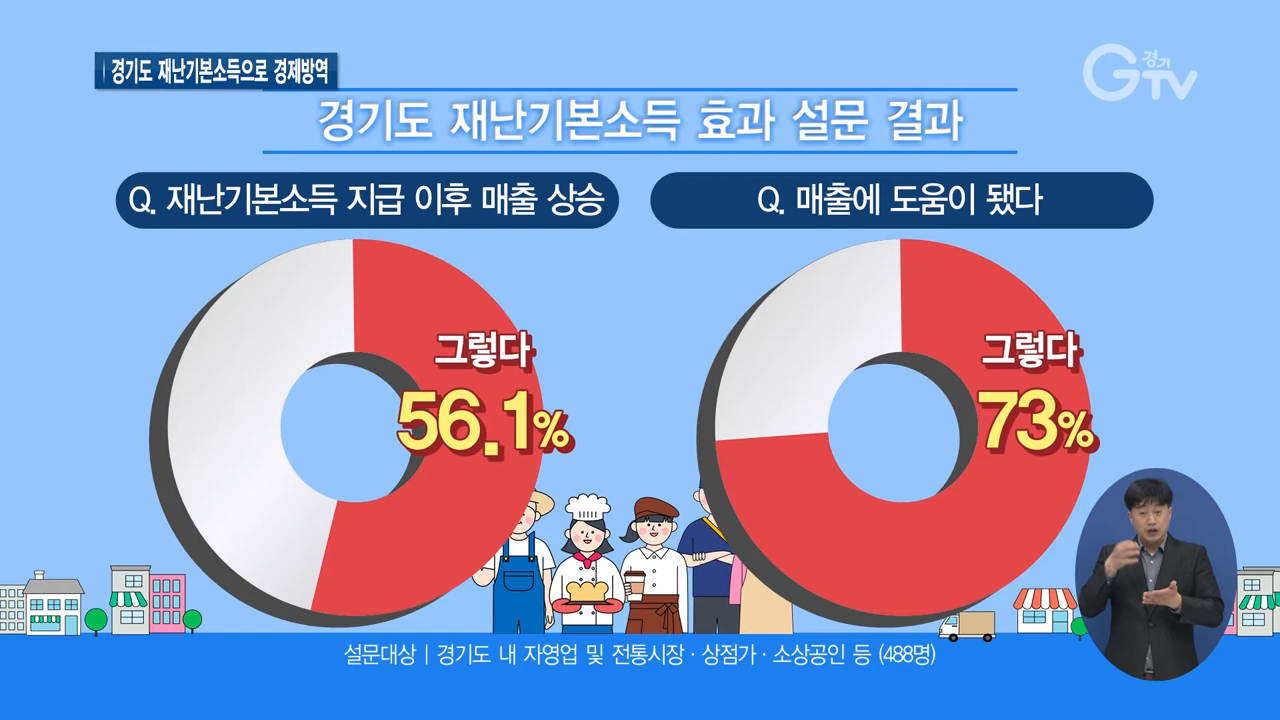 경기도 재난기본소득으로 경제방역
경기 GTV
경기도 재난기본소득 효과 설문 결과
Q. 재난기본소득 지급 이후 매출 상승
Q. 매출에 도움이 됐다
그렇다
56.1%
그렇다
73%
설문대상 | 경기도 내 자영업 및 전통시장·상점가·소상공인 등 (488명)